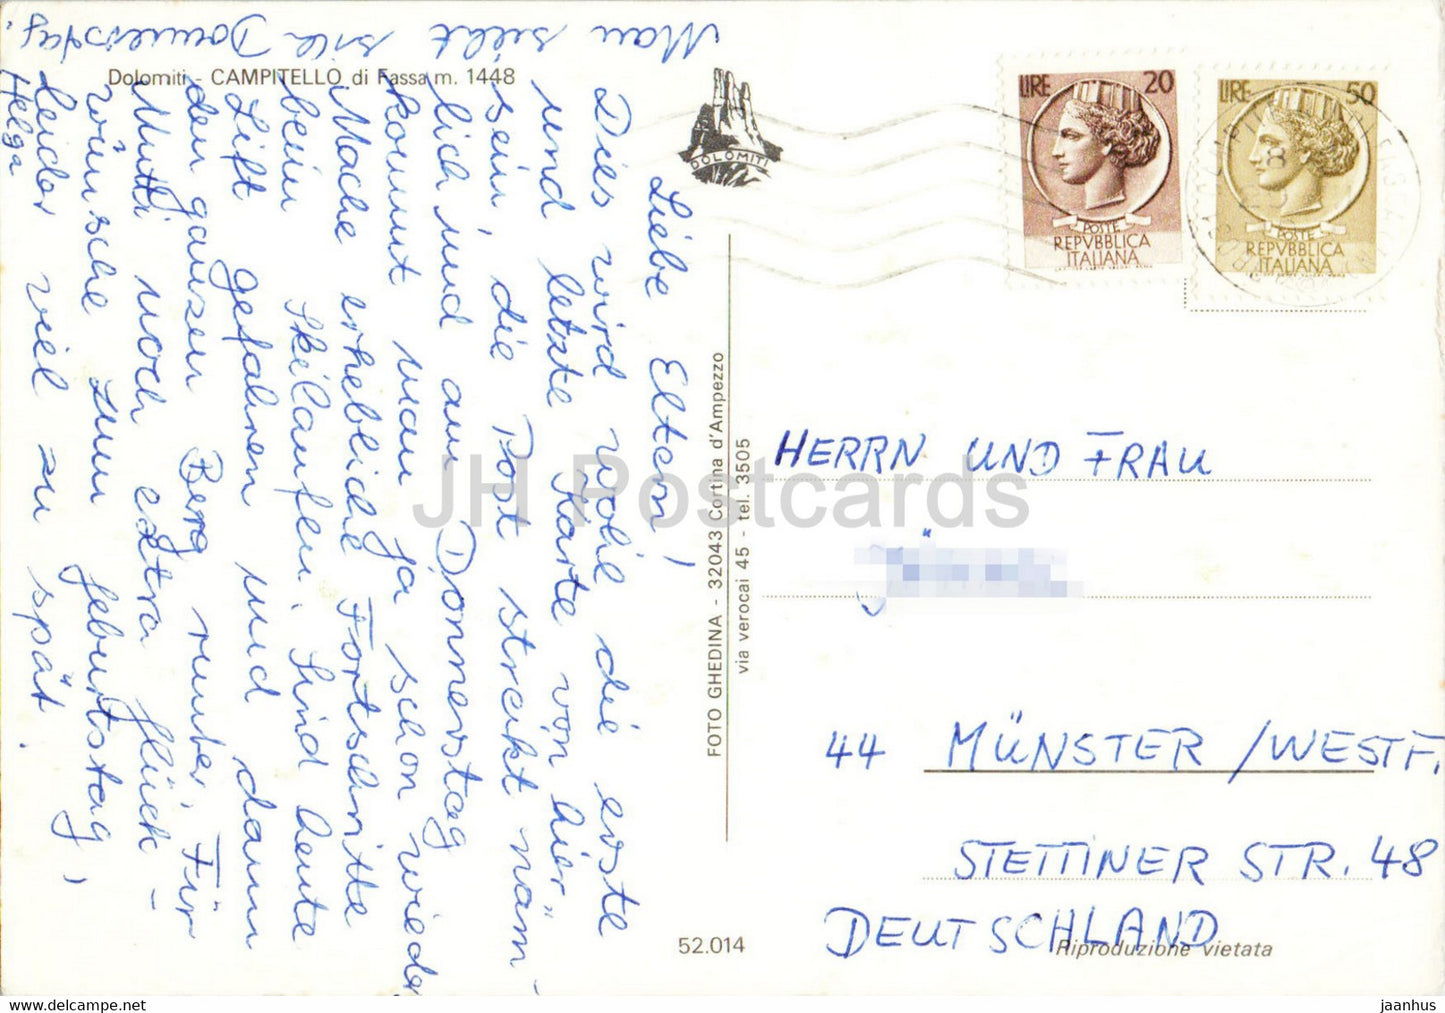 Man sieht sich Donnerstag.
Dolomiti - CAMPITELLO di Fassa m. 1448
Liebe Eltern!
Dies wird wohl die erste
und letzte Karte von hier
sein, die Post streikt näm-
lich und am Donnerstag
kommt man ja schon wieder
Mache erhebliche Fortschritte
beim Skilaufen. Sind heute
Lift gefahren und dann
den ganzen Berg runter. Für
Mutti noch extra Glück-
wünsche zum Geburtstag,
leider viel zu spät.
Helga
DOLOMITI
LIRE 20
POSTE
REPVBBLICA
ITALIANA
LIRE 50
POSTE
REPVBBLICA
ITALIANA
FOTO GHEDINA - 32043 Cortina d'Ampezzo
via verocai 45 - tel. 3505
HERRN UND FRAU
44 MÜNSTER/WESTF.
STETTINER STR. 48
DEUTSCHLAND
52.014
Riproduzione vietata
JH Postcards
jaanhus — www.delcampe.net